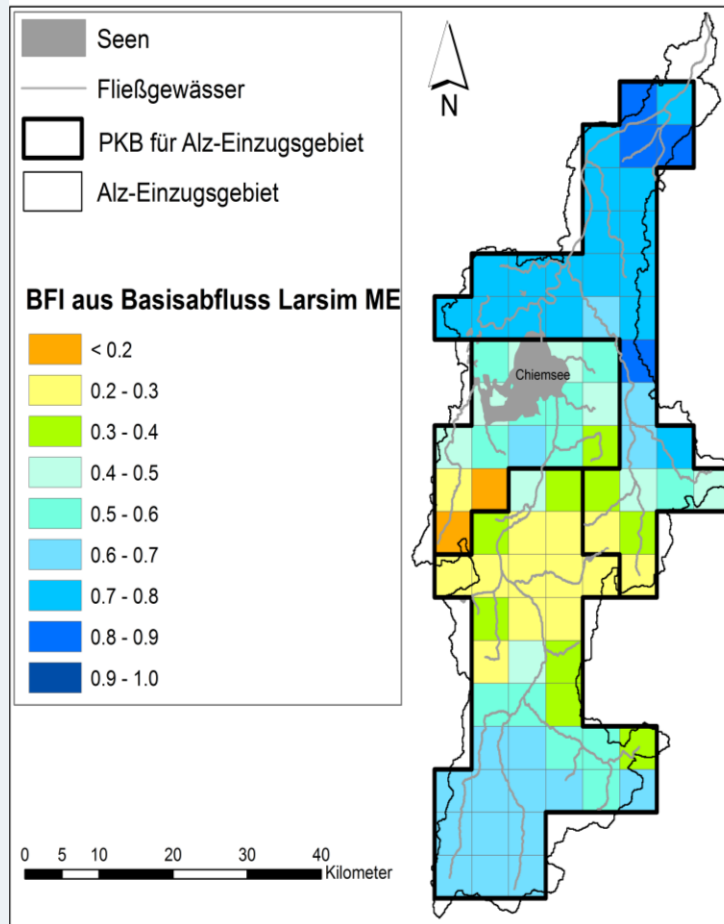 Seen
Fließgewässer
PKB für Alz-Einzugsgebiet
Alz-Einzugsgebiet
N
BFI aus Basisabfluss Larsim ME
< 0.2
0.2 - 0.3
0.3 - 0.4
0.4 - 0.5
0.5 - 0.6
0.6 - 0.7
0.7 - 0.8
0.8 - 0.9
0.9 - 1.0
Chiemsee
0 5 10 20 30 40
Kilometer